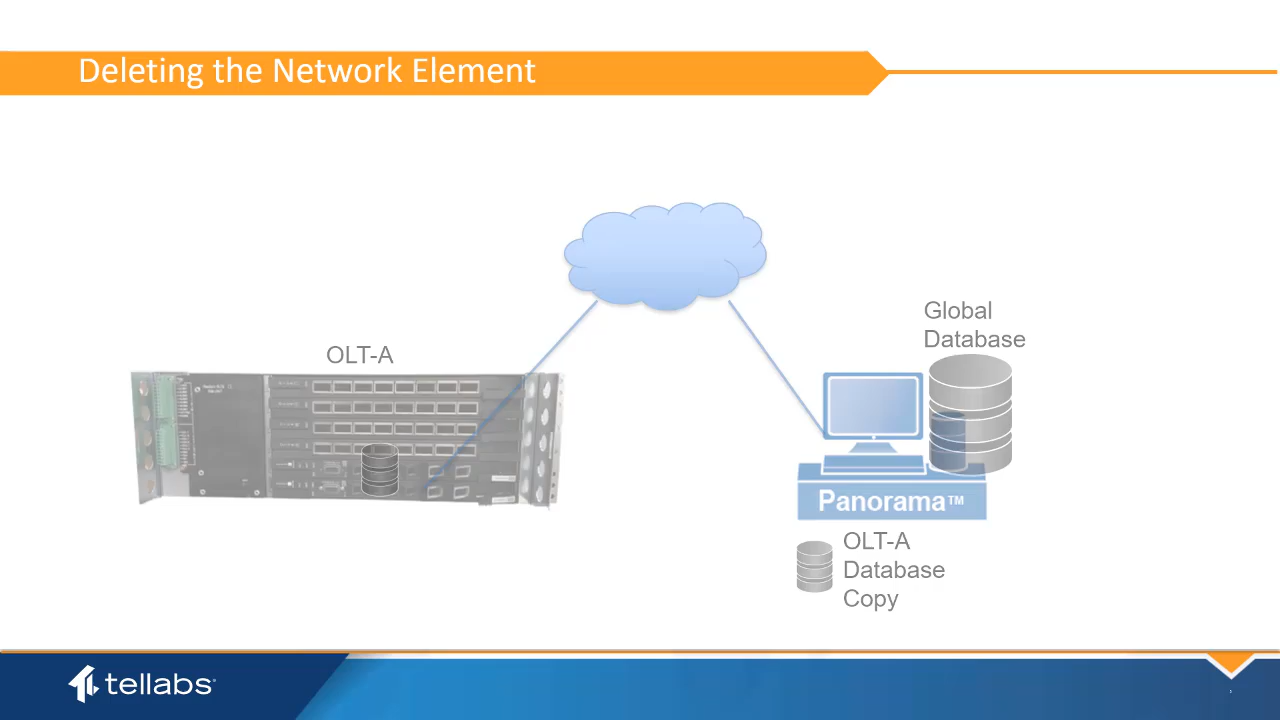 Deleting the Network Element
OLT-A
Global
Database
Panorama™
OLT-A
Database
Copy
tellabs®